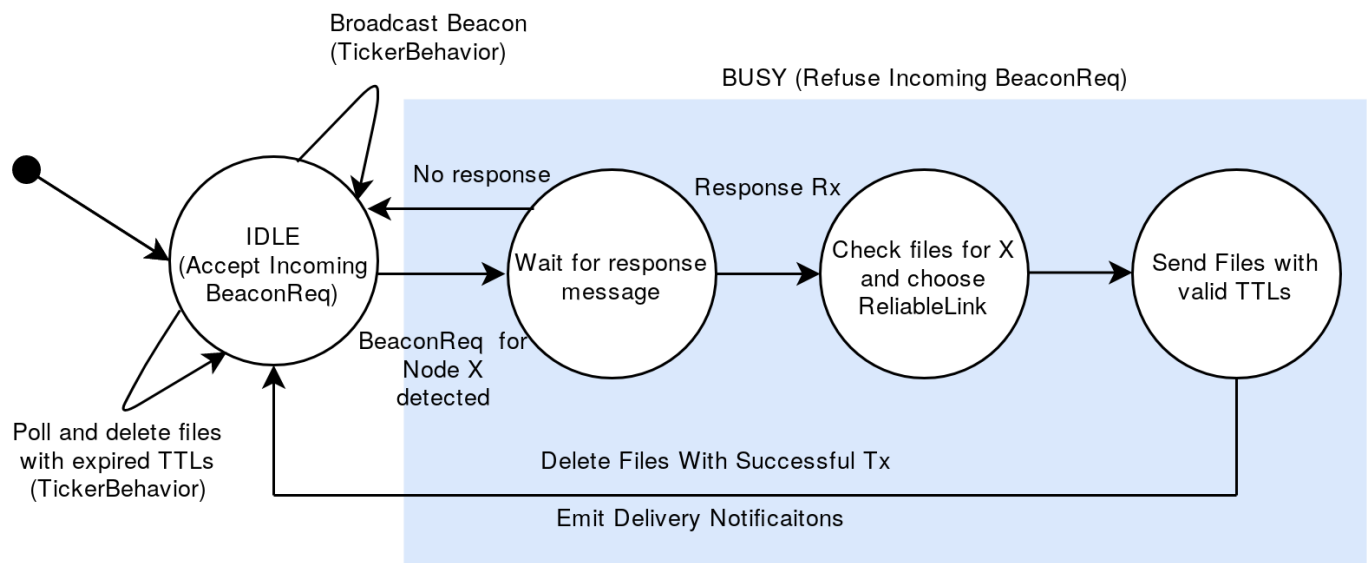 Broadcast Beacon
(TickerBehavior)
BUSY (Refuse Incoming BeaconReq)
No response
Response Rx
IDLE
(Accept Incoming
BeaconReq)
Wait for response
message
Check files for X
and choose
ReliableLink
Send Files with
valid TTLs
BeaconReq for
Node X
detected
Poll and delete files
with expired TTLs
(TickerBehavior)
Delete Files With Successful Tx
Emit Delivery Notificaitons